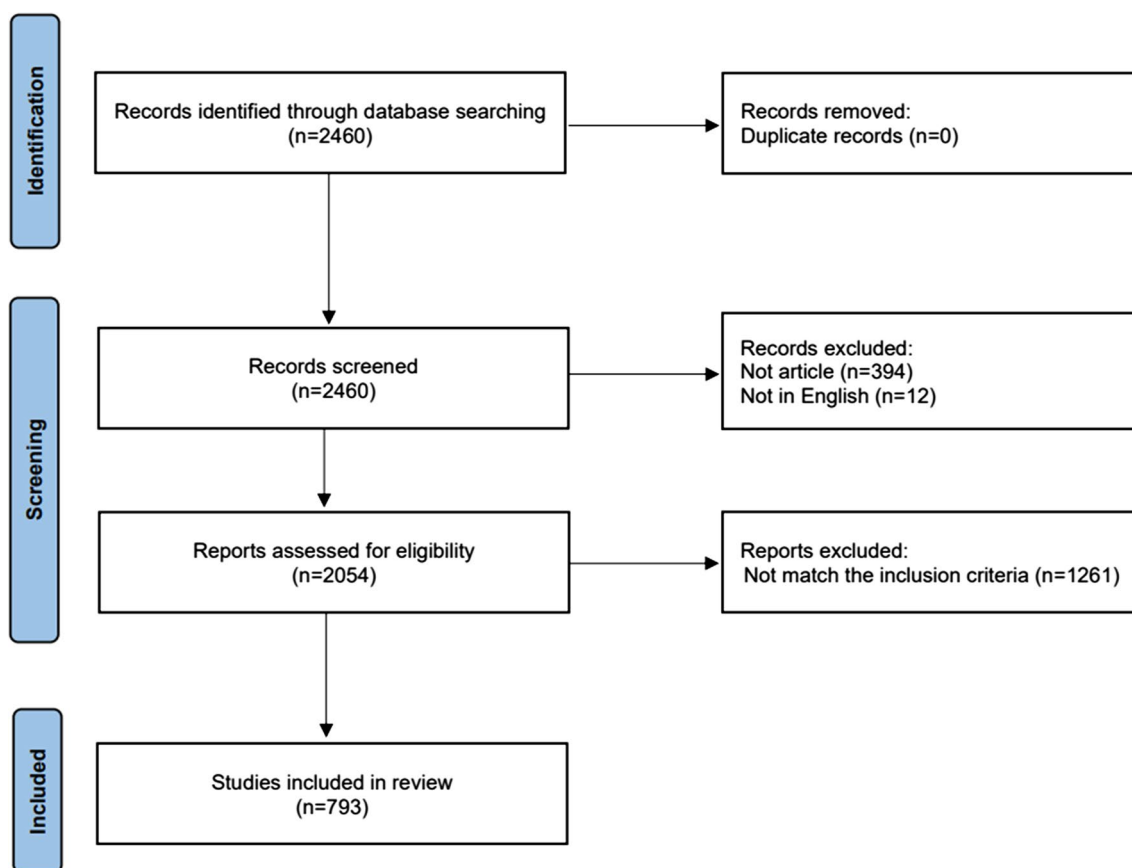 Identification
Records identified through database searching
(n=2460)
Records removed:
Duplicate records (n=0)
Screening
Records screened
(n=2460)
Records excluded:
Not article (n=394)
Not in English (n=12)
Reports assessed for eligibility
(n=2054)
Reports excluded:
Not match the inclusion criteria (n=1261)
Included
Studies included in review
(n=793)